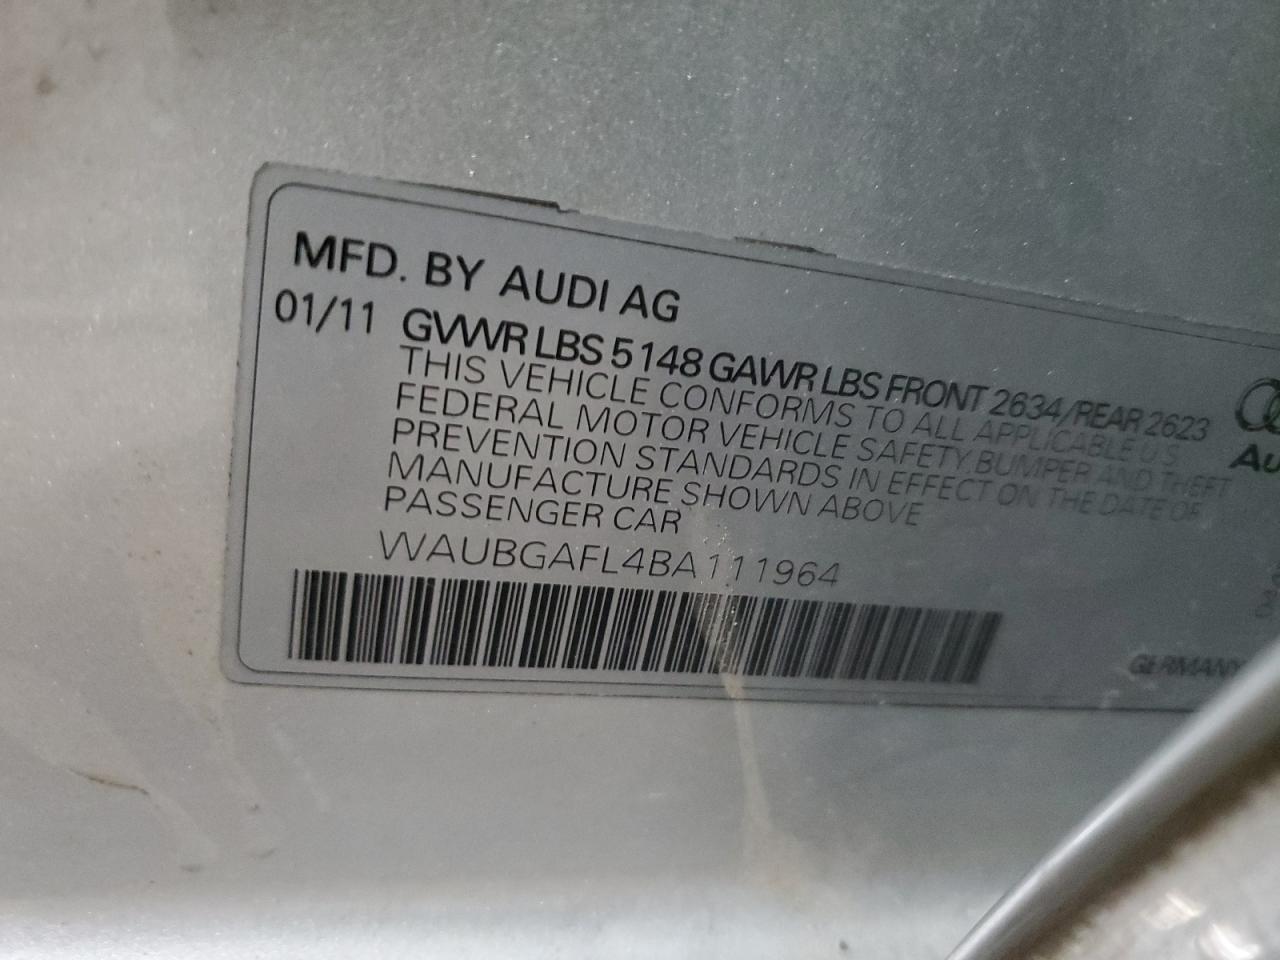 MFD. BY AUDI AG
01/11 GVWR LBS 5148 GAWR LBS FRONT 2634/REAR 2623
THIS VEHICLE CONFORMS TO ALL APPLICABLE U.S.
FEDERAL MOTOR VEHICLE SAFETY, BUMPER AND THEFT
PREVENTION STANDARDS IN EFFECT ON THE DATE OF
MANUFACTURE SHOWN ABOVE
PASSENGER CAR
WAUBGAFL4BA111964
GERMANY